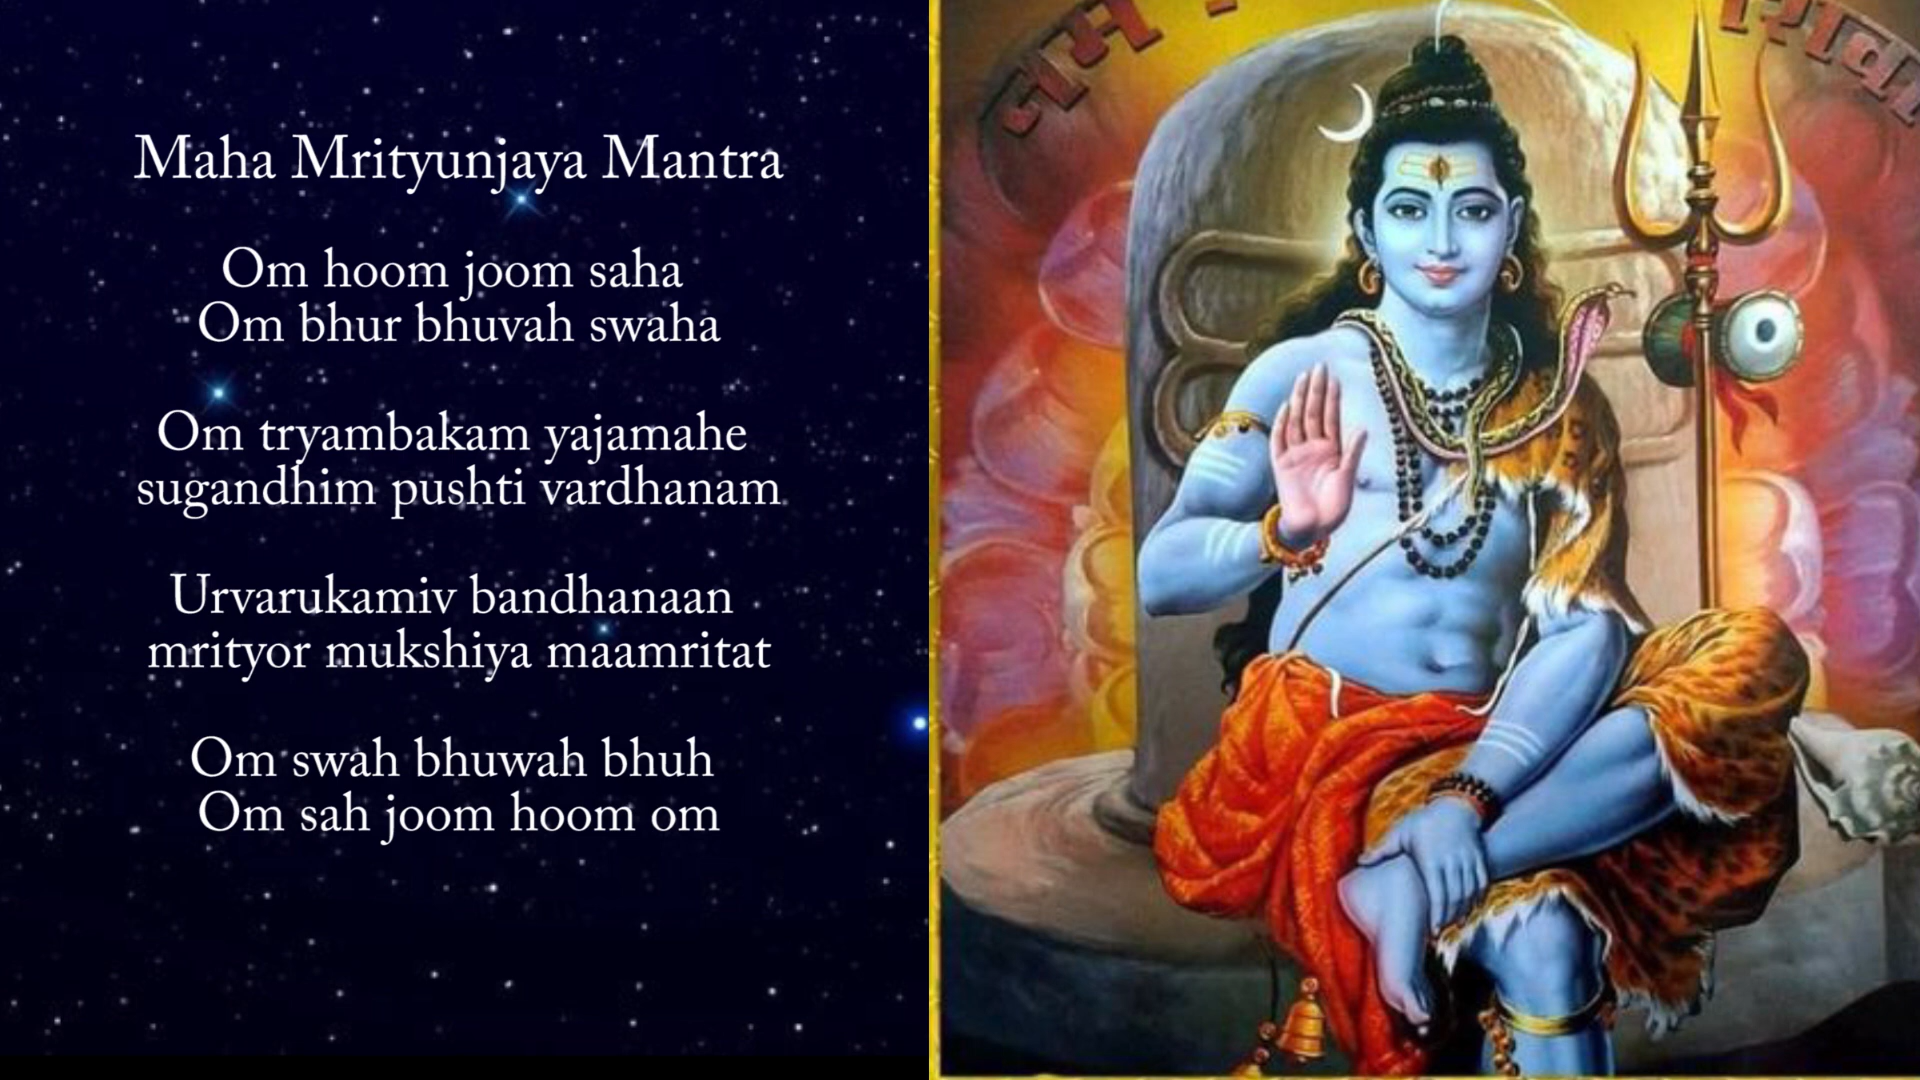 Maha Mrityunjaya Mantra
Om hoom joom saha
Om bhur bhuvah swaha
Om tryambakam yajamahe
sugandhim pushti vardhanam
Urvarukamiv bandhanaan
mrityor mukshiya maamritat
Om swah bhuwah bhuh
Om sah joom hoom om
नम